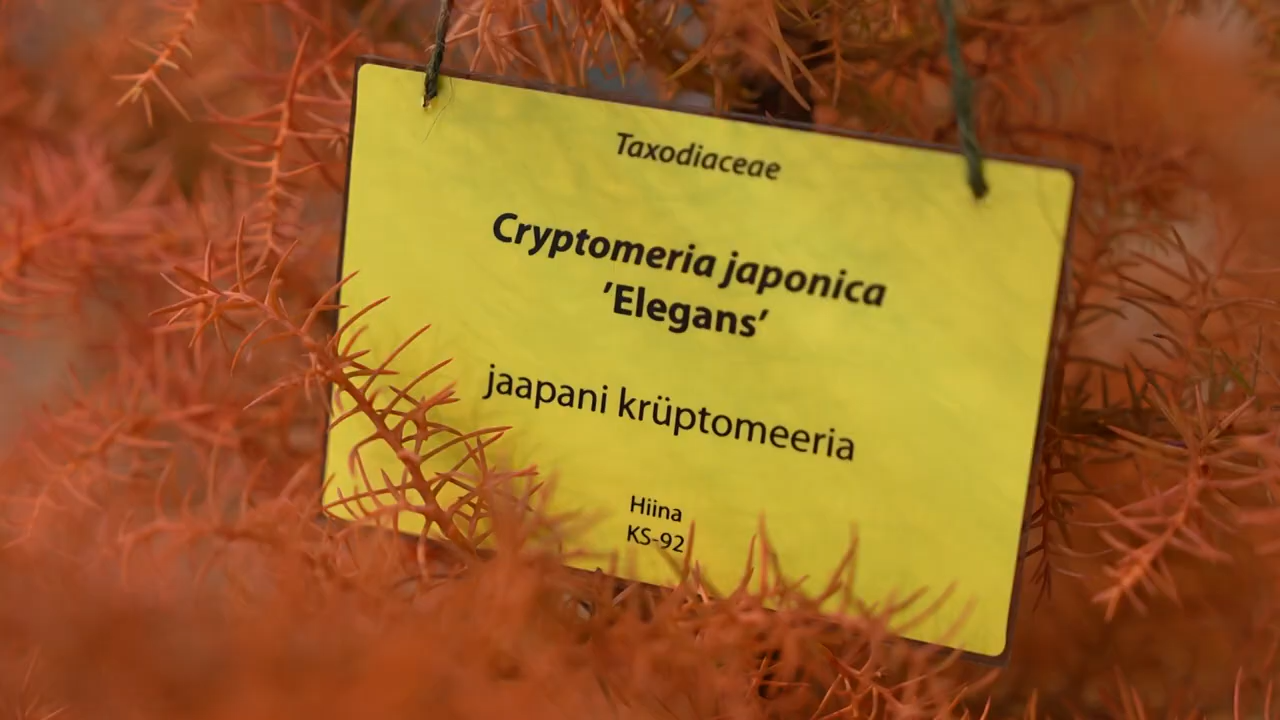 Taxodiaceae
Cryptomeria japonica
’Elegans’
jaapani krüptomeeria
Hiina
KS-92